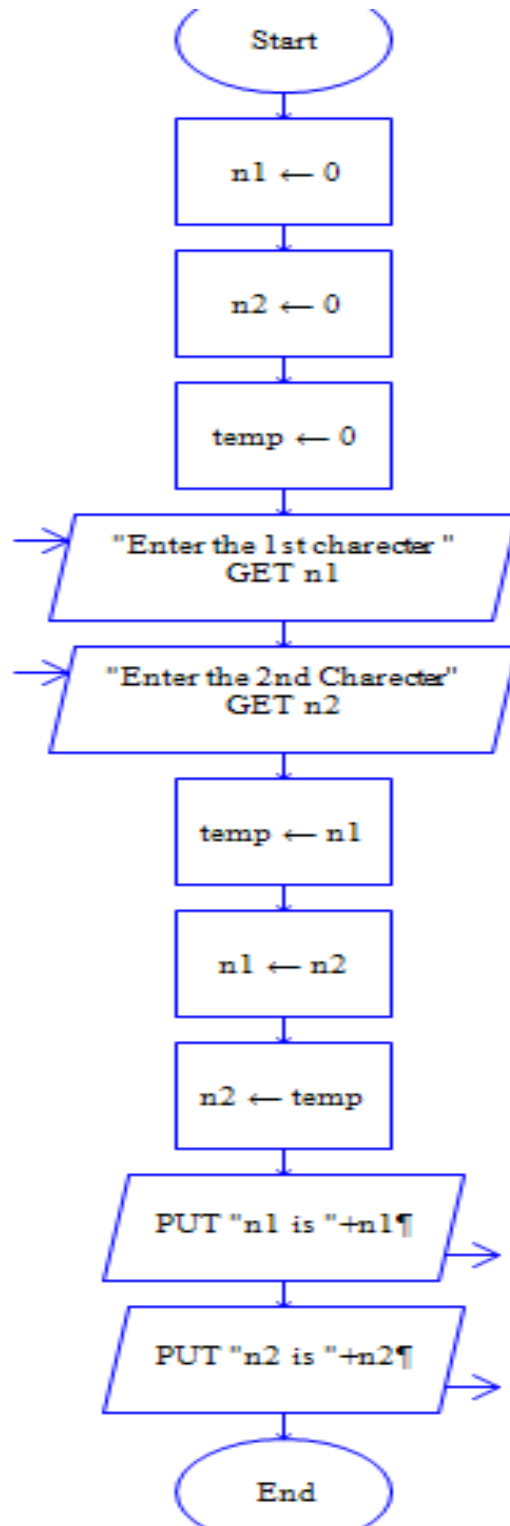 Start
n1 ← 0
n2 ← 0
temp ← 0
"Enter the 1st charecter "
GET n1
"Enter the 2nd Charecter"
GET n2
temp ← n1
n1 ← n2
n2 ← temp
PUT "n1 is "+n1¶
PUT "n2 is "+n2¶
End